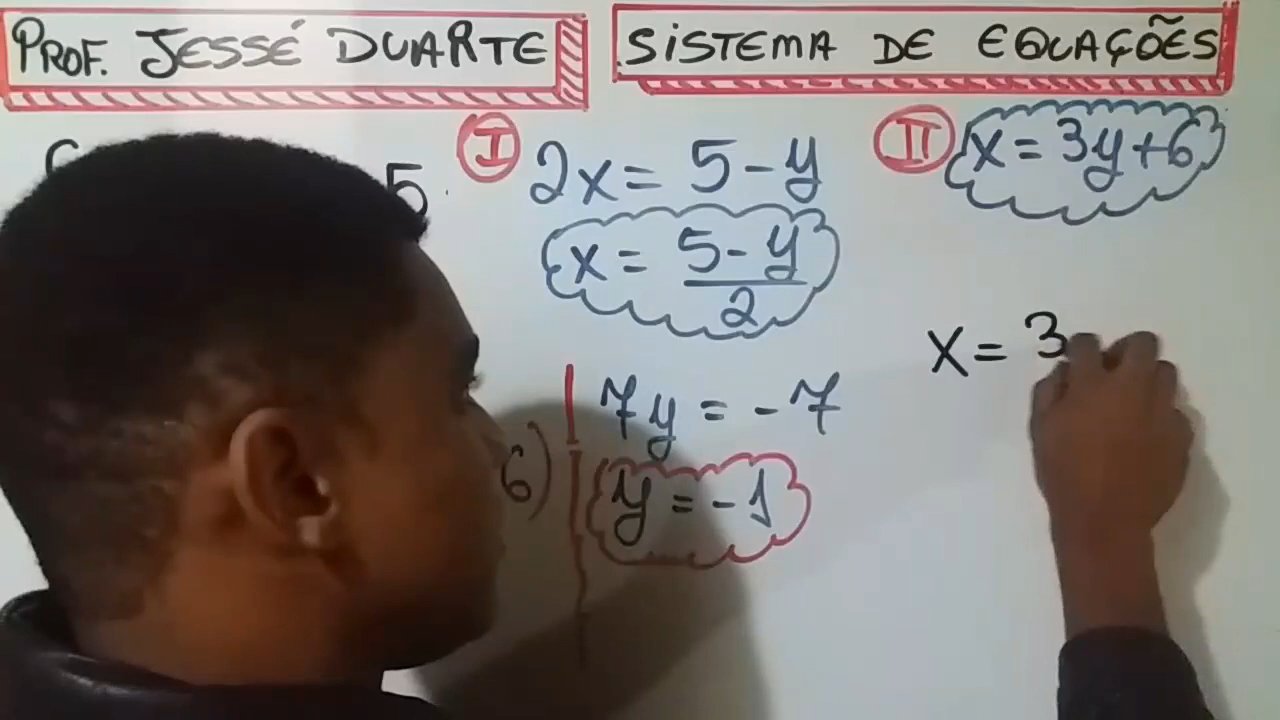 PROF. JESSÉ DUARTE
SISTEMA DE EQUAÇÕES
5
I 2x = 5 - y
x = 5 - y / 2
II x = 3y + 6
7y = -7
6)
y = -1
x = 3